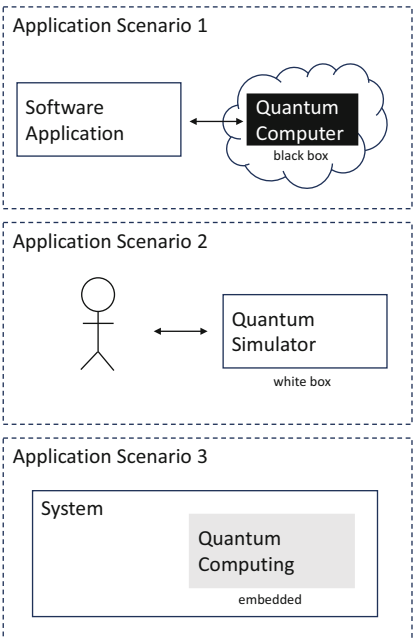 Application Scenario 1
Software
Application
Quantum
Computer
black box
Application Scenario 2
Quantum
Simulator
white box
Application Scenario 3
System
Quantum
Computing
embedded